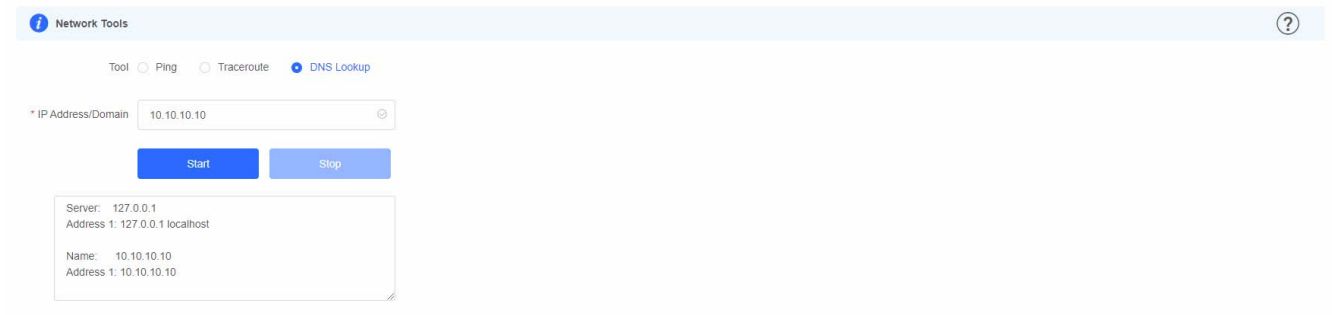 Network Tools
Tool Ping Traceroute DNS Lookup
* IP Address/Domain 10.10.10.10
Start Stop
Server: 127.0.0.1
Address 1: 127.0.0.1 localhost
Name: 10.10.10.10
Address 1: 10.10.10.10